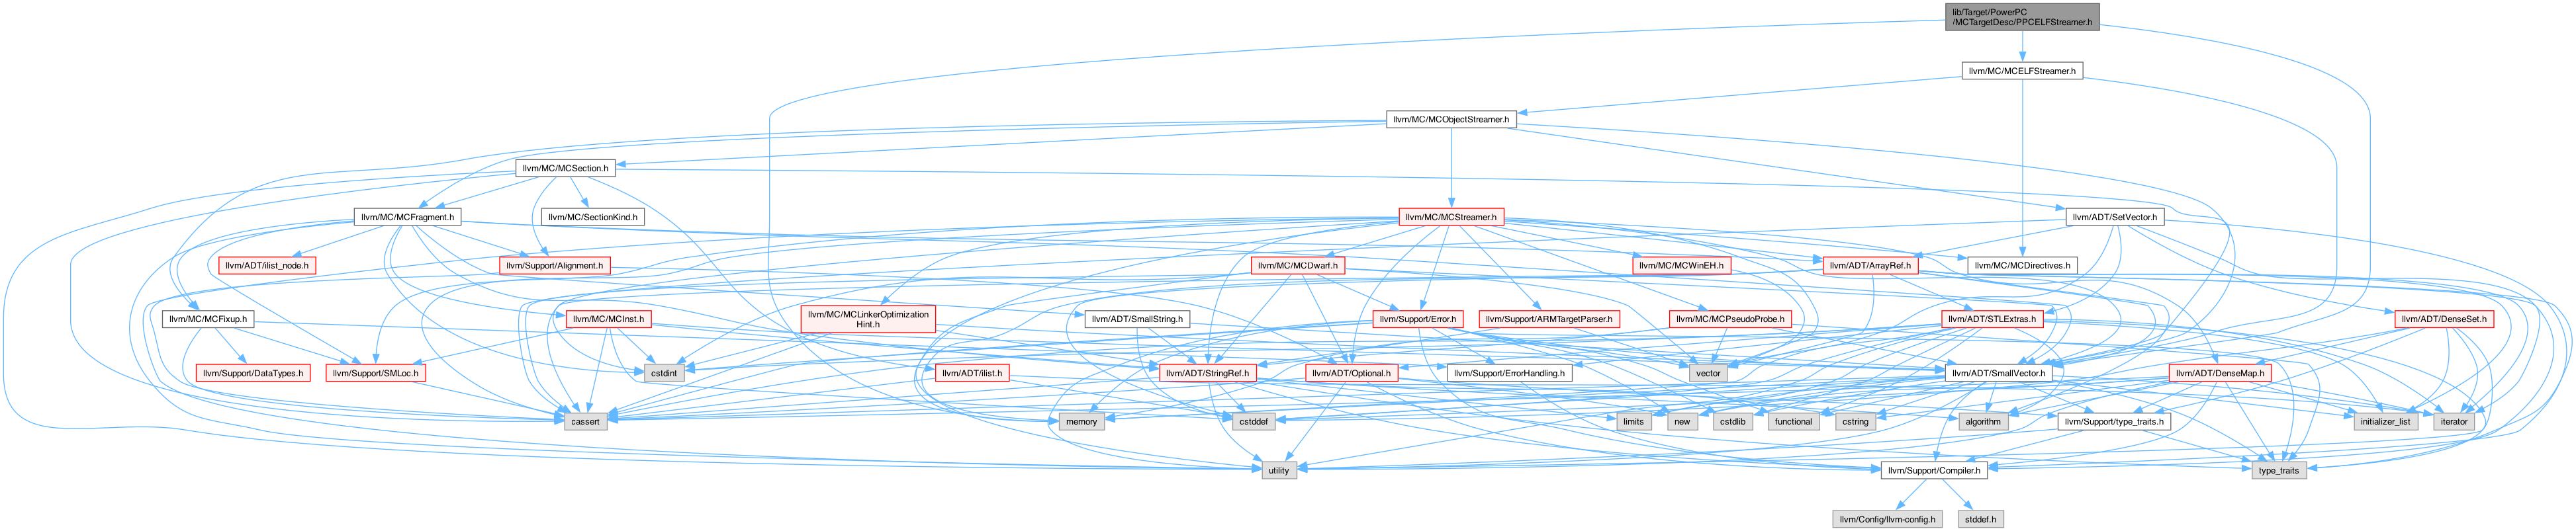 lib/Target/PowerPC
/MCTargetDesc/PPCELFStreamer.h
llvm/MC/MCELFStreamer.h
llvm/MC/MCObjectStreamer.h
llvm/MC/MCSection.h
llvm/MC/MCFragment.h
llvm/MC/SectionKind.h
llvm/MC/MCStreamer.h
llvm/ADT/SetVector.h
llvm/ADT/ilist_node.h
llvm/Support/Alignment.h
llvm/MC/MCDwarf.h
llvm/MC/MCWinEH.h
llvm/ADT/ArrayRef.h
llvm/MC/MCDirectives.h
llvm/MC/MCFixup.h
llvm/MC/MCInst.h
llvm/MC/MCLinkerOptimization
Hint.h
llvm/ADT/SmallString.h
llvm/Support/Error.h
llvm/Support/ARMTargetParser.h
llvm/MC/MCPseudoProbe.h
llvm/ADT/STLExtras.h
llvm/ADT/DenseSet.h
llvm/Support/DataTypes.h
llvm/Support/SMLoc.h
cstdint
llvm/ADT/ilist.h
llvm/ADT/StringRef.h
llvm/ADT/Optional.h
llvm/Support/ErrorHandling.h
vector
llvm/ADT/SmallVector.h
llvm/ADT/DenseMap.h
cassert
memory
cstddef
limits
new
cstdlib
functional
cstring
algorithm
llvm/Support/type_traits.h
initializer_list
iterator
utility
llvm/Support/Compiler.h
type_traits
llvm/Config/llvm-config.h
stddef.h